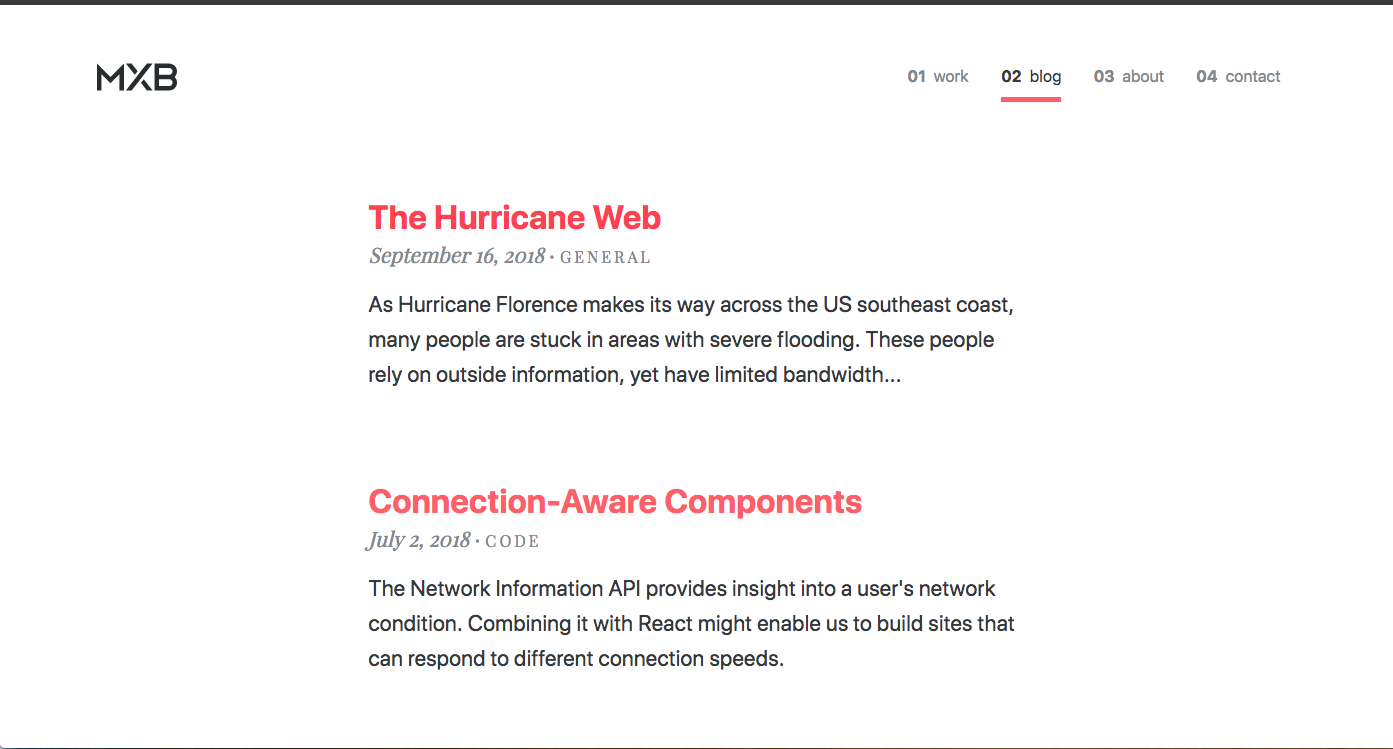 MXB
01 work 02 blog 03 about 04 contact
The Hurricane Web
September 16, 2018 · GENERAL
As Hurricane Florence makes its way across the US southeast coast,
many people are stuck in areas with severe flooding. These people
rely on outside information, yet have limited bandwidth...
Connection-Aware Components
July 2, 2018 · CODE
The Network Information API provides insight into a user's network
condition. Combining it with React might enable us to build sites that
can respond to different connection speeds.